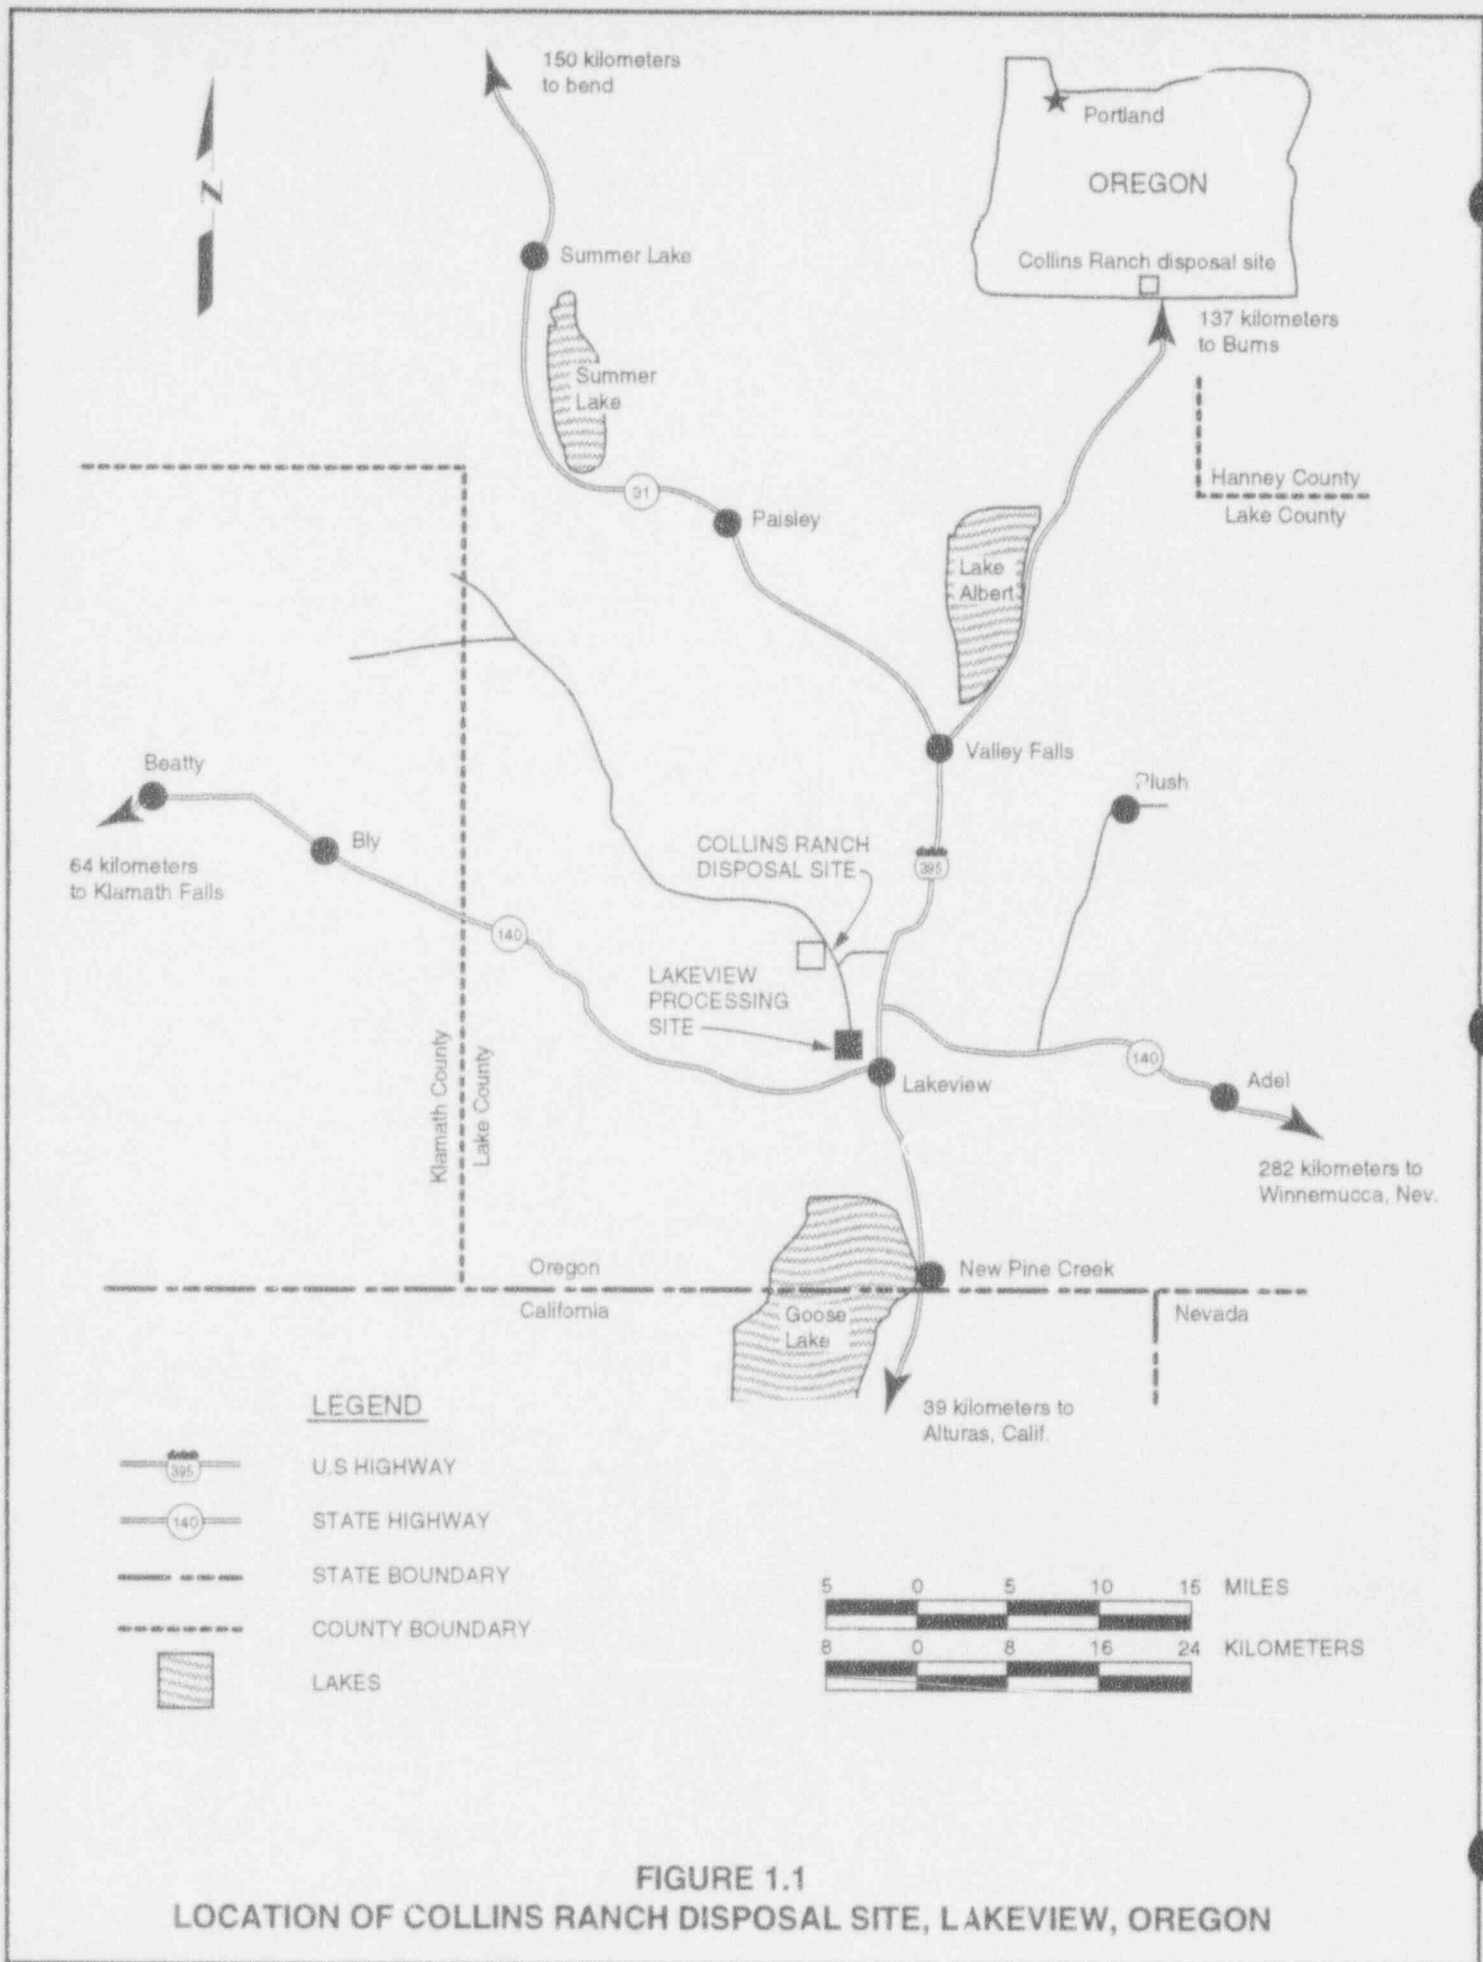 150 kilometers
to bend
N
Portland
OREGON
Collins Ranch disposal site
137 kilometers
to Burns
Summer Lake
Summer
Lake
31
Paisley
Hanney County
Lake County
Lake
Albert
Valley Falls
Beatty
Plush
Bly
64 kilometers
to Klamath Falls
COLLINS RANCH
DISPOSAL SITE
395
140
LAKEVIEW
PROCESSING
SITE
Klamath County
Lake County
Lakeview
140
Adel
282 kilometers to
Winnemucca, Nev.
Oregon
California
New Pine Creek
Goose
Lake
Nevada
39 kilometers to
Alturas, Calif.
LEGEND
395 U.S HIGHWAY
140 STATE HIGHWAY
STATE BOUNDARY
COUNTY BOUNDARY
LAKES
5 0 5 10 15 MILES
8 0 8 16 24 KILOMETERS
FIGURE 1.1
LOCATION OF COLLINS RANCH DISPOSAL SITE, LAKEVIEW, OREGON